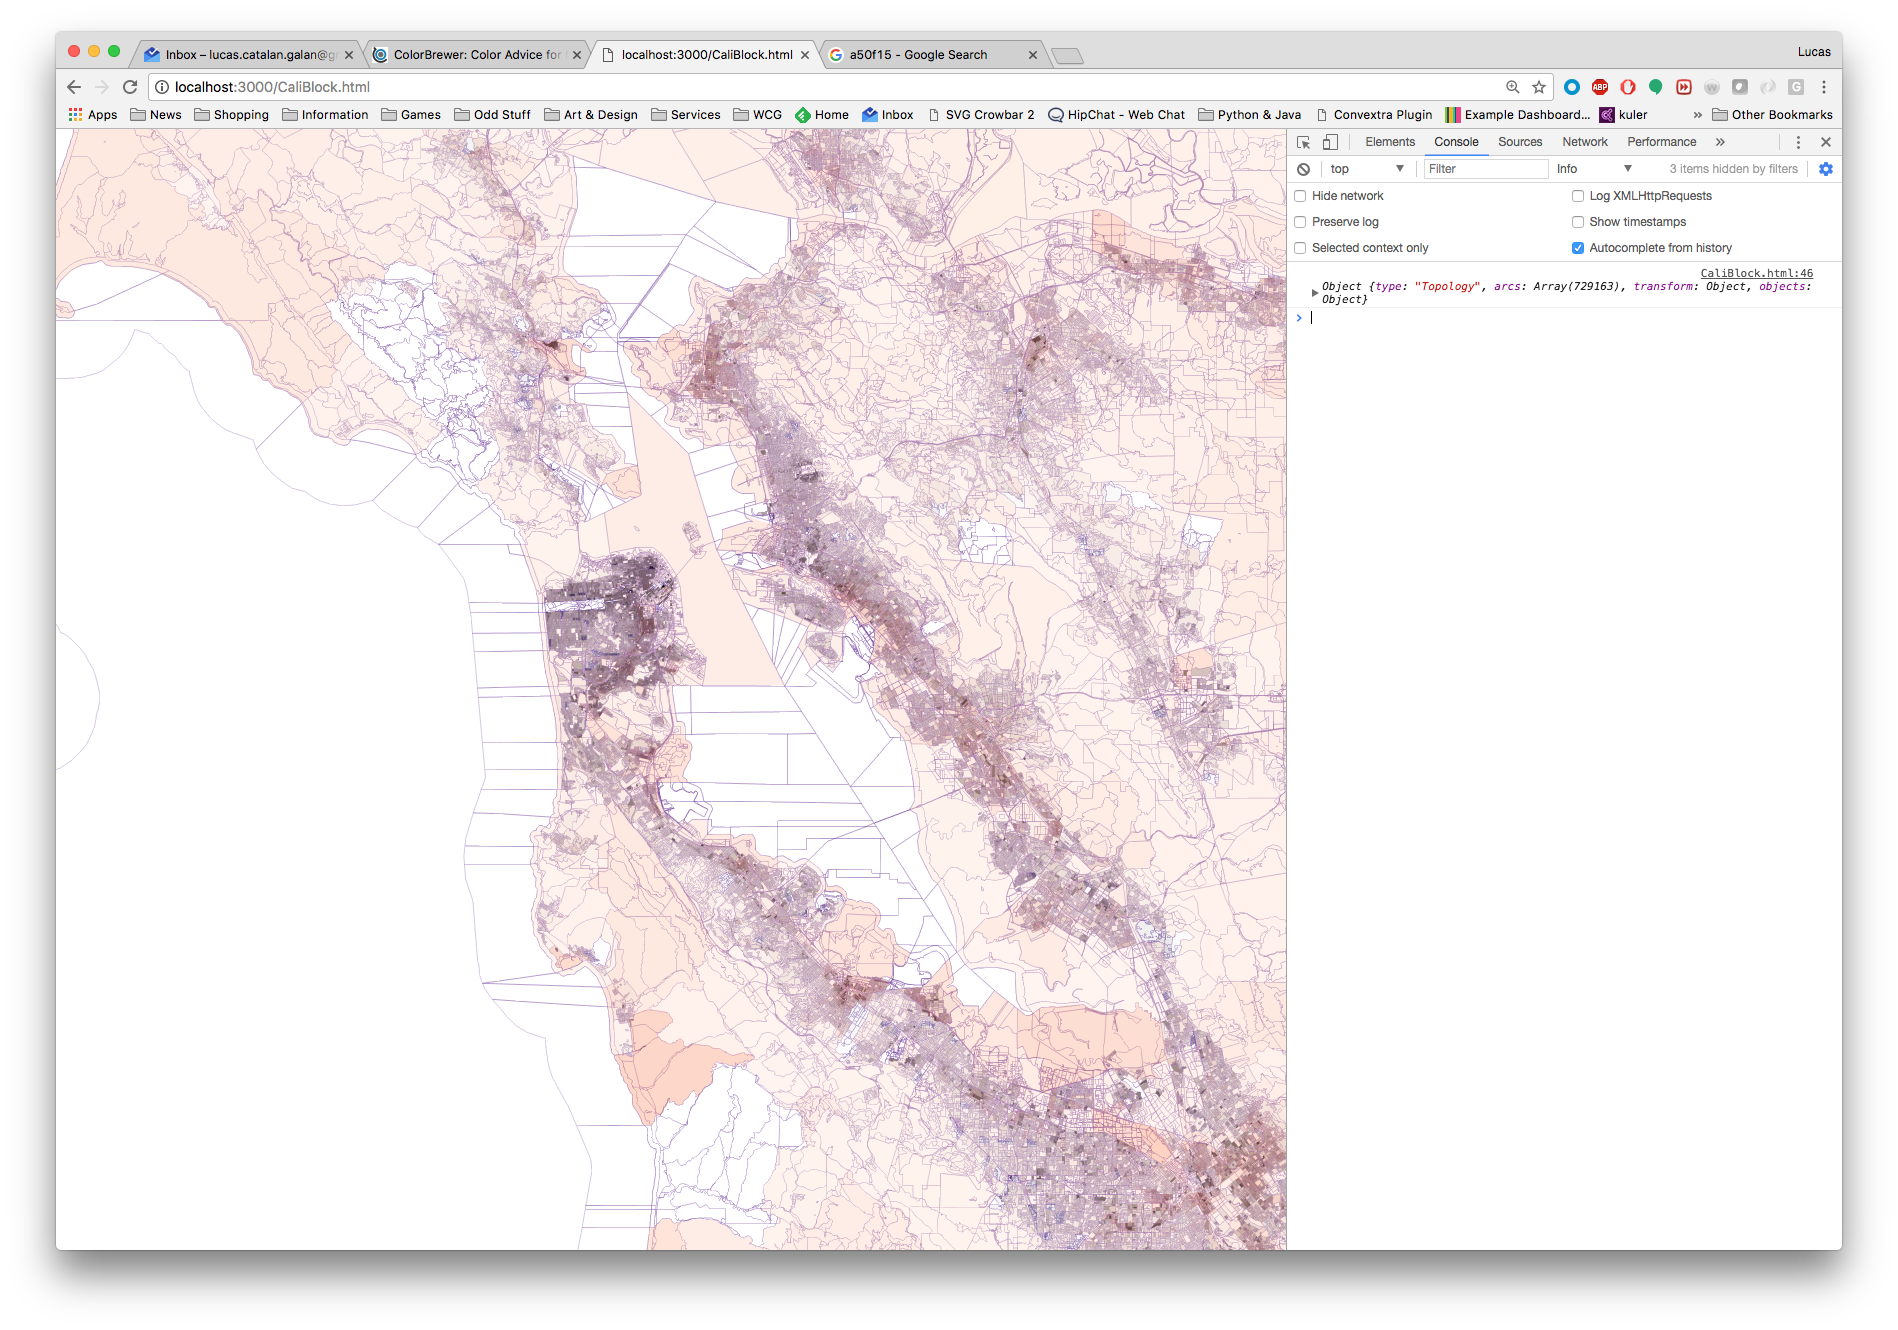 Inbox – lucas.catalan.galan@g
ColorBrewer: Color Advice for
localhost:3000/CaliBlock.html
a50f15 - Google Search
Lucas
localhost:3000/CaliBlock.html
ABP
W
G
Apps
News
Shopping
Information
Games
Odd Stuff
Art & Design
Services
WCG
Home
Inbox
SVG Crowbar 2
HipChat - Web Chat
Python & Java
Convextra Plugin
Example Dashboard...
kuler
»
Other Bookmarks
Elements
Console
Sources
Network
Performance
»
top
Filter
Info
3 items hidden by filters
Hide network
Log XMLHttpRequests
Preserve log
Show timestamps
Selected context only
Autocomplete from history
CaliBlock.html:46
Object {type: "Topology", arcs: Array(729163), transform: Object, objects:
Object}